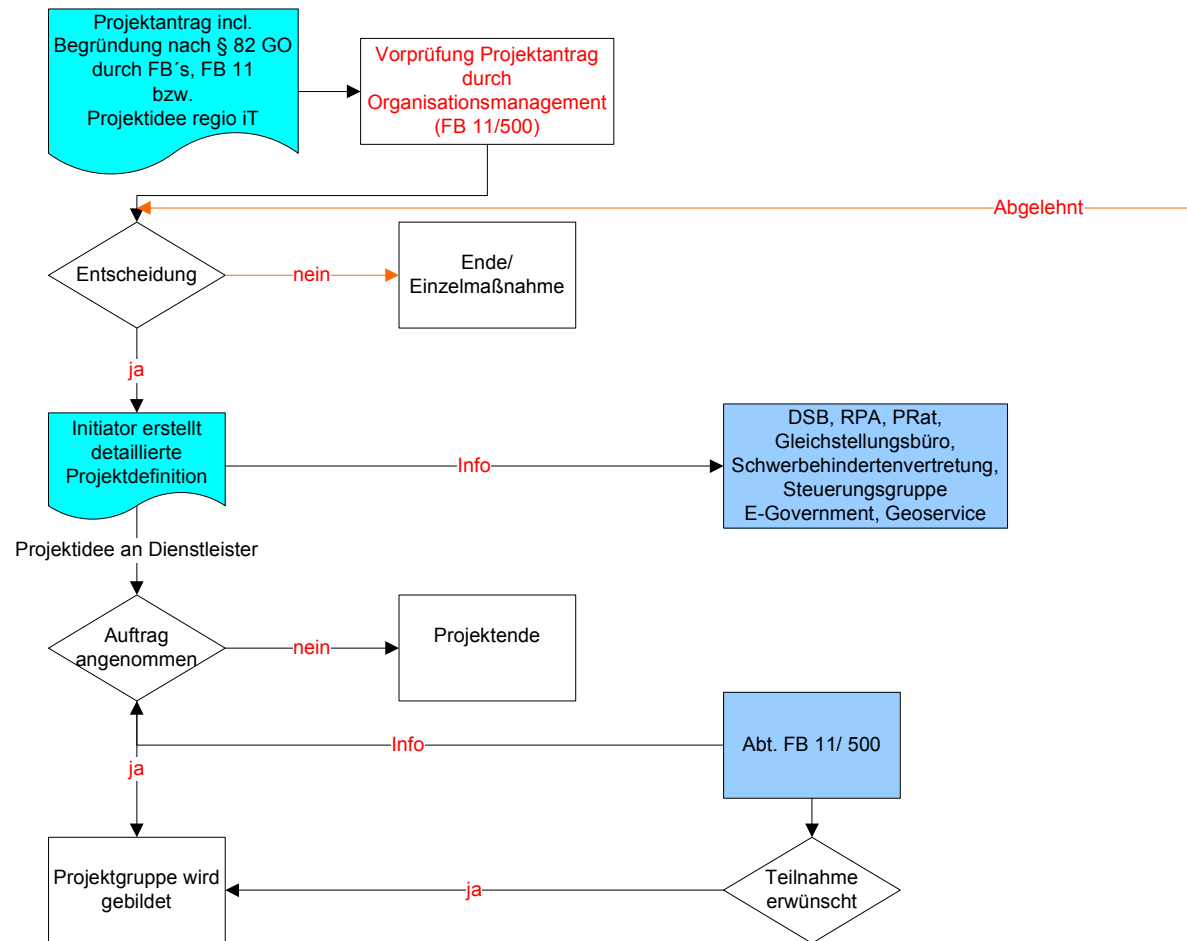 Projektantrag incl.
Begründung nach § 82 GO
durch FB´s, FB 11
bzw.
Projektidee regio iT
Vorprüfung Projektantrag
durch
Organisationsmanagement
(FB 11/500)
Abgelehnt
Entscheidung
nein
Ende/
Einzelmaßnahme
ja
Initiator erstellt
detaillierte
Projektdefinition
Info
DSB, RPA, PRat,
Gleichstellungsbüro,
Schwerbehindertenvertretung,
Steuerungsgruppe
E-Government, Geoservice
Projektidee an Dienstleister
Auftrag
angenommen
nein
Projektende
Info
Abt. FB 11/ 500
ja
Projektgruppe wird
gebildet
ja
Teilnahme
erwünscht